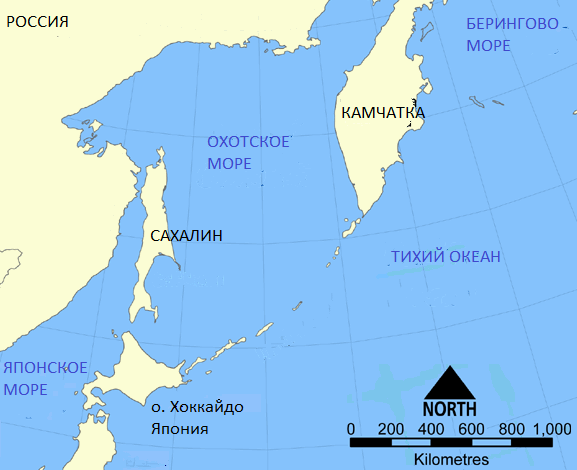 РОССИЯ
БЕРИНГОВО
МОРЕ
КАМЧАТКА
ОХОТСКОЕ
МОРЕ
САХАЛИН
ТИХИЙ ОКЕАН
ЯПОНСКОЕ
МОРЕ
о. Хоккайдо
Япония
NORTH
0 200 400 600 800 1,000
Kilometres